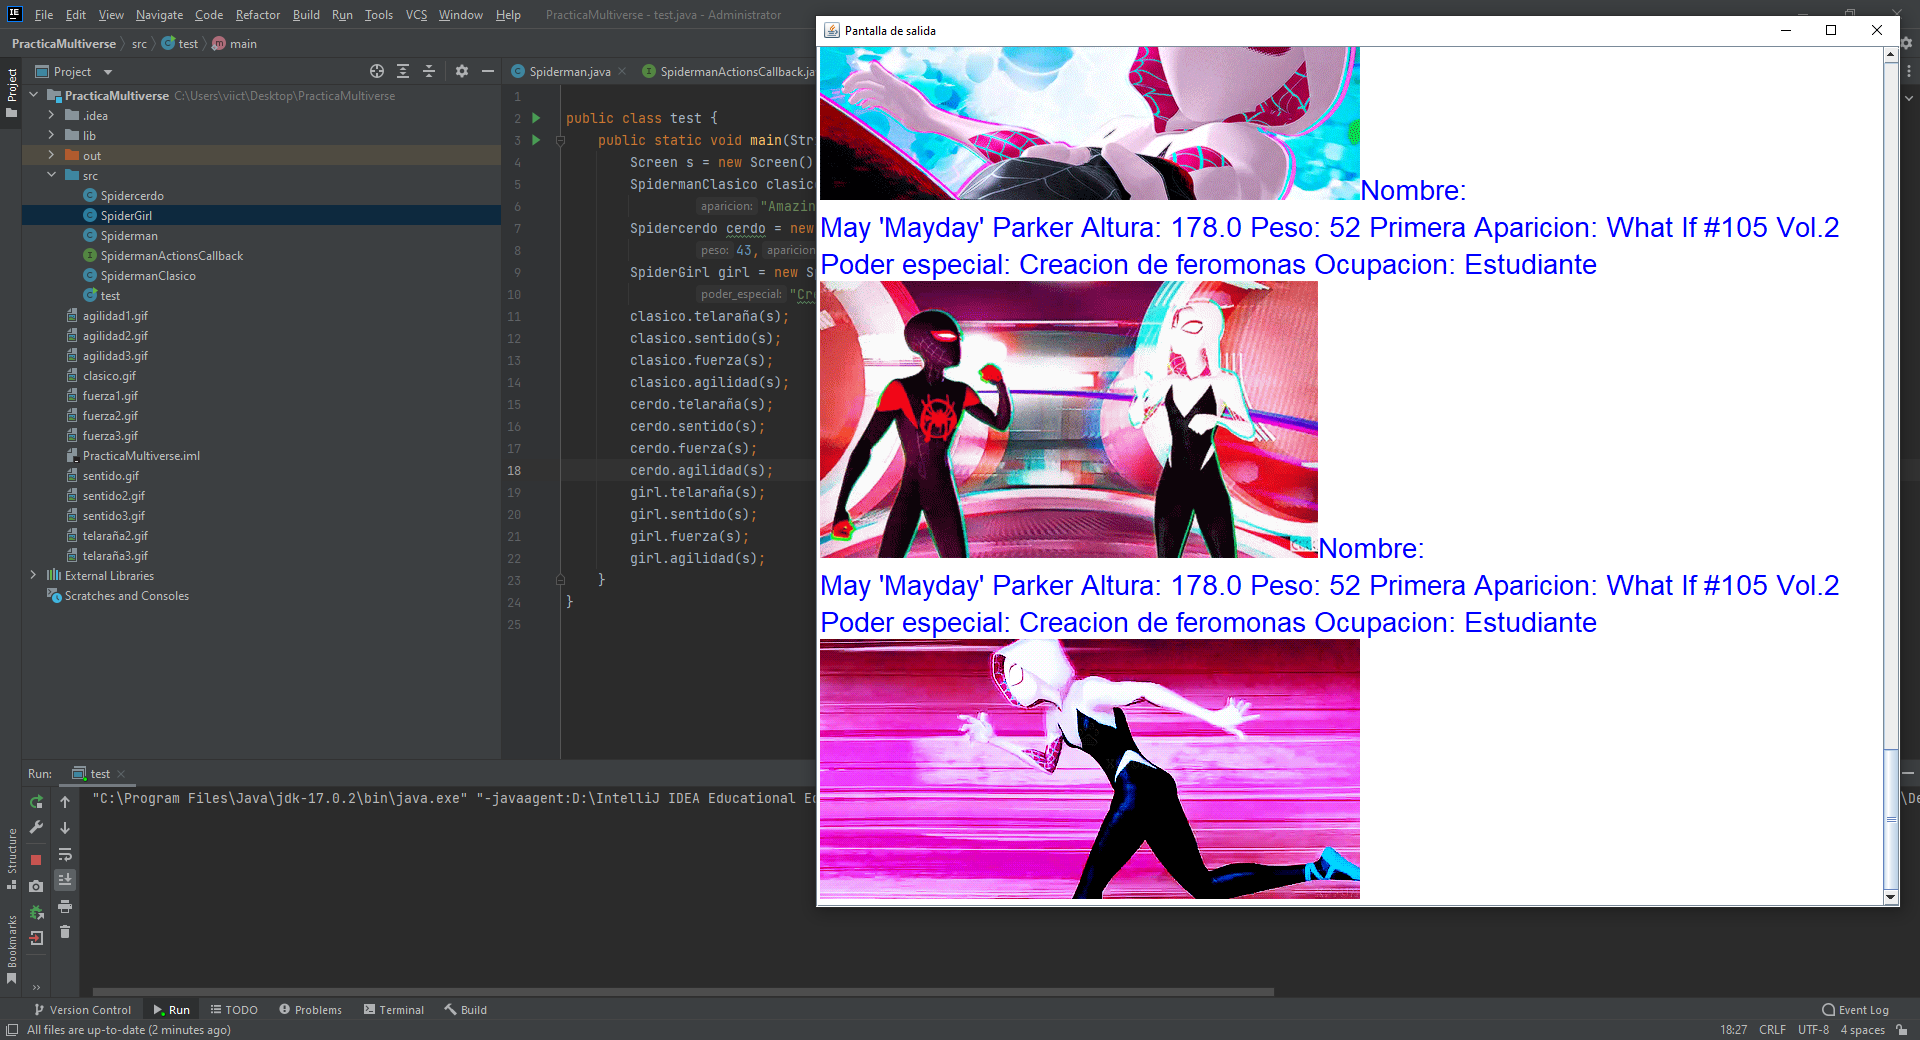 File Edit View Navigate Code Refactor Build Run Tools VCS Window Help PracticaMultiverse - test.java - Administrator
PracticaMultiverse src test main
Project
Project
PracticaMultiverse C:\Users\viict\Desktop\PracticaMultiverse
.idea
lib
out
src
Spidercerdo
SpiderGirl
Spiderman
SpidermanActionsCallback
SpidermanClasico
test
agilidad1.gif
agilidad2.gif
agilidad3.gif
clasico.gif
fuerza1.gif
fuerza2.gif
fuerza3.gif
PracticaMultiverse.iml
sentido.gif
sentido2.gif
sentido3.gif
telaraña2.gif
telaraña3.gif
External Libraries
Scratches and Consoles
Spiderman.java SpidermanActionsCallback.ja
1
2 public class test {
3 public static void main(Str
4 Screen s = new Screen()
5 SpidermanClasico clasico
6 aparicion: "Amazin
7 Spidercerdo cerdo = new
8 peso: 43, aparicion
9 SpiderGirl girl = new S
10 poder_especial: "Cr
11 clasico.telaraña(s);
12 clasico.sentido(s);
13 clasico.fuerza(s);
14 clasico.agilidad(s);
15 cerdo.telaraña(s);
16 cerdo.sentido(s);
17 cerdo.fuerza(s);
18 cerdo.agilidad(s);
19 girl.telaraña(s);
20 girl.sentido(s);
21 girl.fuerza(s);
22 girl.agilidad(s);
23 }
24 }
25
Pantalla de salida
Nombre:
May 'Mayday' Parker Altura: 178.0 Peso: 52 Primera Aparicion: What If #105 Vol.2
Poder especial: Creacion de feromonas Ocupacion: Estudiante
Nombre:
May 'Mayday' Parker Altura: 178.0 Peso: 52 Primera Aparicion: What If #105 Vol.2
Poder especial: Creacion de feromonas Ocupacion: Estudiante
Run: test
"C:\Program Files\Java\jdk-17.0.2\bin\java.exe" "-javaagent:D:\IntelliJ IDEA Educational Ed
\De
Structure
Bookmarks
Version Control Run TODO Problems Terminal Build Event Log
All files are up-to-date (2 minutes ago) 18:27 CRLF UTF-8 4 spaces